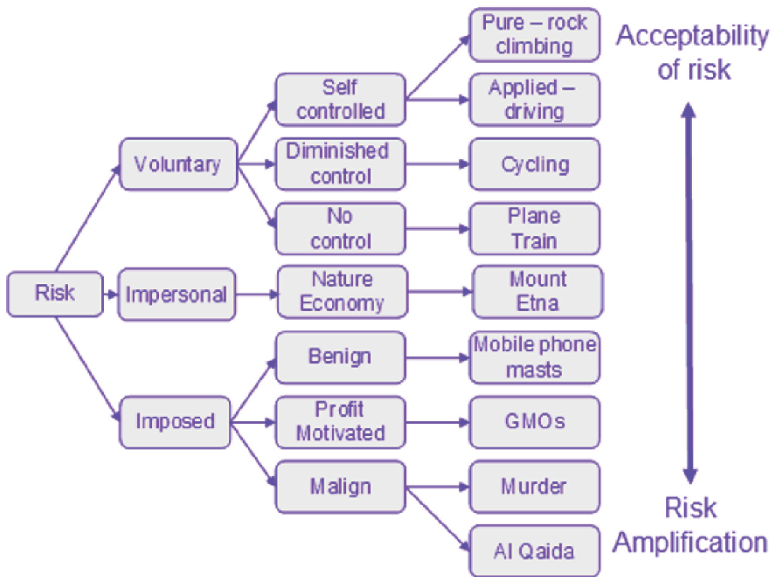 Pure – rock
climbing
Acceptability
of risk
Self
controlled
Applied –
driving
Voluntary
Diminished
control
Cycling
No
control
Plane
Train
Risk
Impersonal
Nature
Economy
Mount
Etna
Benign
Mobile phone
masts
Imposed
Profit
Motivated
GMOs
Malign
Murder
Risk
Amplification
Al Qaida